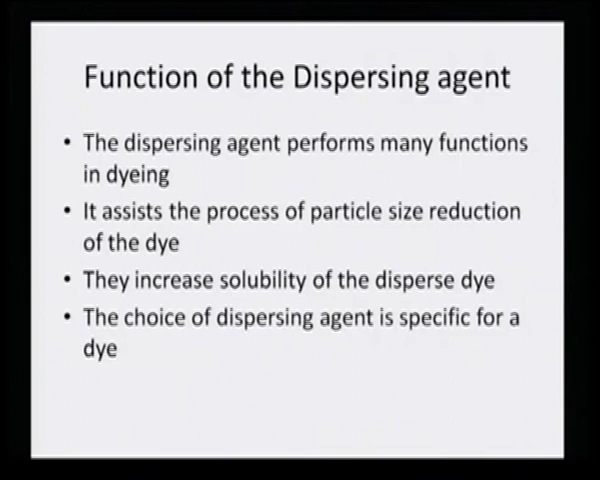 Function of the Dispersing agent
• The dispersing agent performs many functions
in dyeing
• It assists the process of particle size reduction
of the dye
• They increase solubility of the disperse dye
• The choice of dispersing agent is specific for a
dye